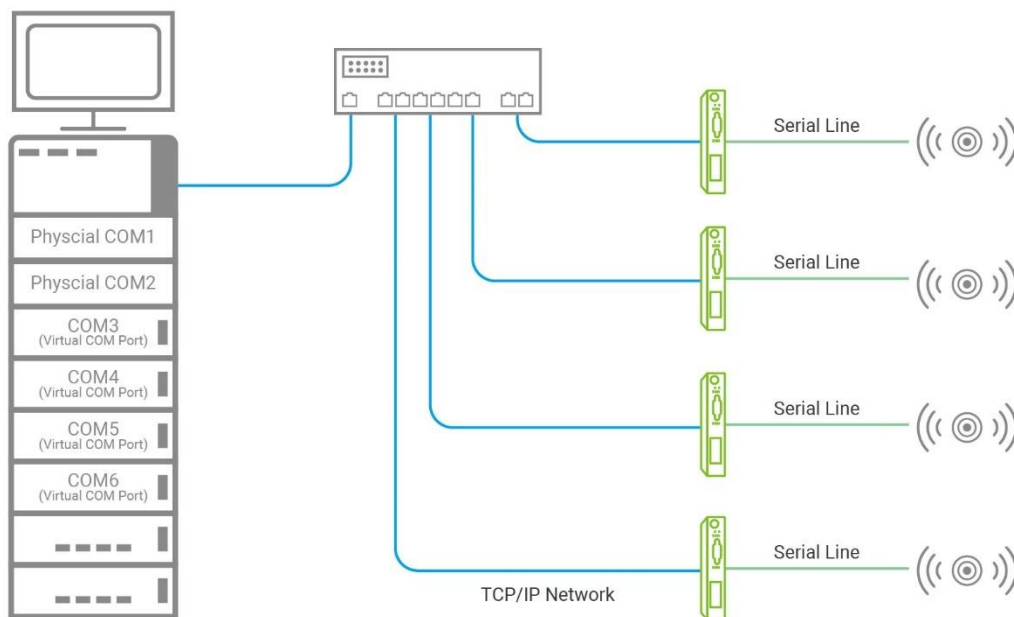 Physcial COM1
Physcial COM2
COM3
(Virtual COM Port)
COM4
(Virtual COM Port)
COM5
(Virtual COM Port)
COM6
(Virtual COM Port)
Serial Line
Serial Line
Serial Line
Serial Line
TCP/IP Network